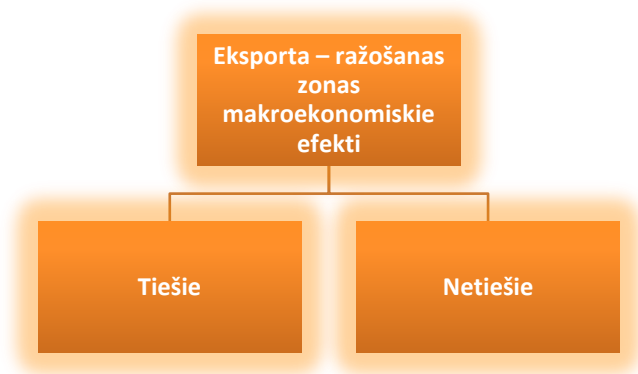 Eksporta – ražošanas
zonas
makroekonomiskie
efekti
Tiešie
Netiešie